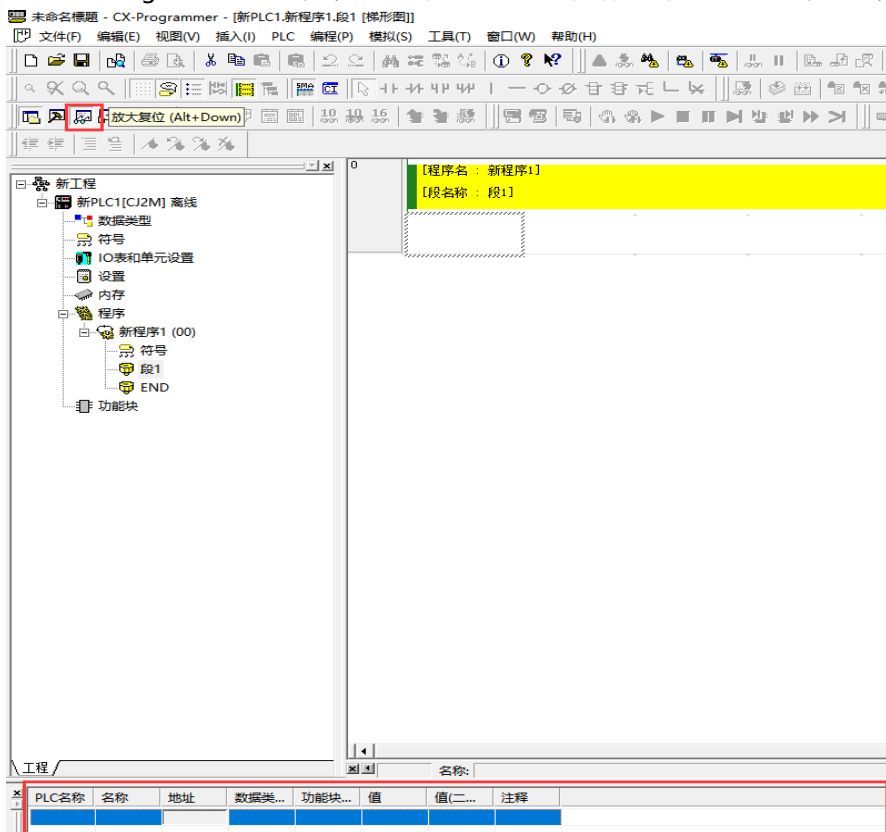 未命名標題 - CX-Programmer - [新PLC1.新程序1.段1 [梯形图]]
文件(F) 编辑(E) 视图(V) 插入(I) PLC 编程(P) 模拟(S) 工具(T) 窗口(W) 帮助(H)
SMA CI
放大复位 (Alt+Down) 10 10 16
0 [程序名 : 新程序1]
[段名称 : 段1]
新工程
新PLC1[CJ2M] 离线
数据类型
符号
IO表和单元设置
设置
内存
程序
新程序1 (00)
符号
段1
END
功能块
工程
名称:
PLC名称 名称 地址 数据类... 功能块... 值 值(二... 注释